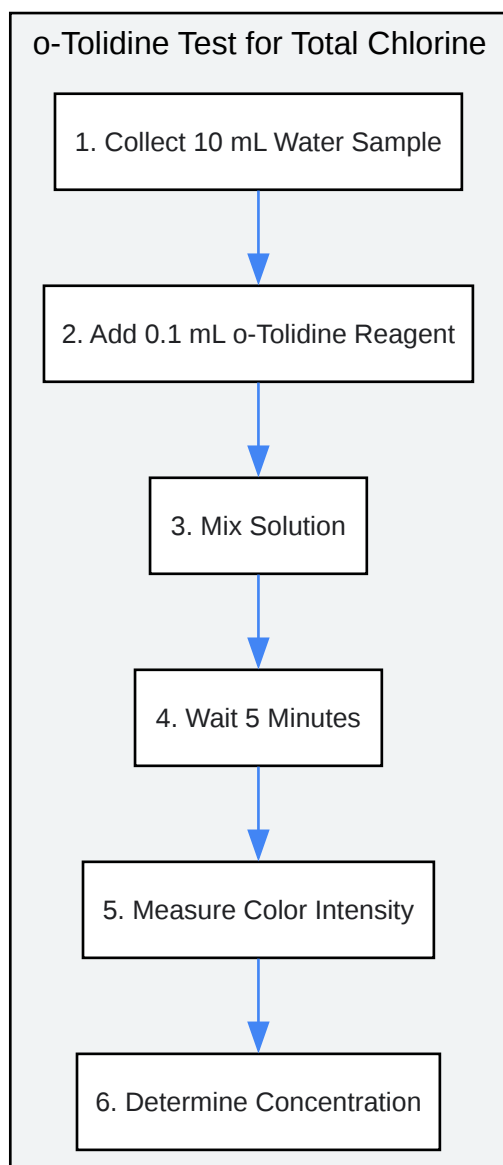 o-Tolidine Test for Total Chlorine
1. Collect 10 mL Water Sample
2. Add 0.1 mL o-Tolidine Reagent
3. Mix Solution
4. Wait 5 Minutes
5. Measure Color Intensity
6. Determine Concentration